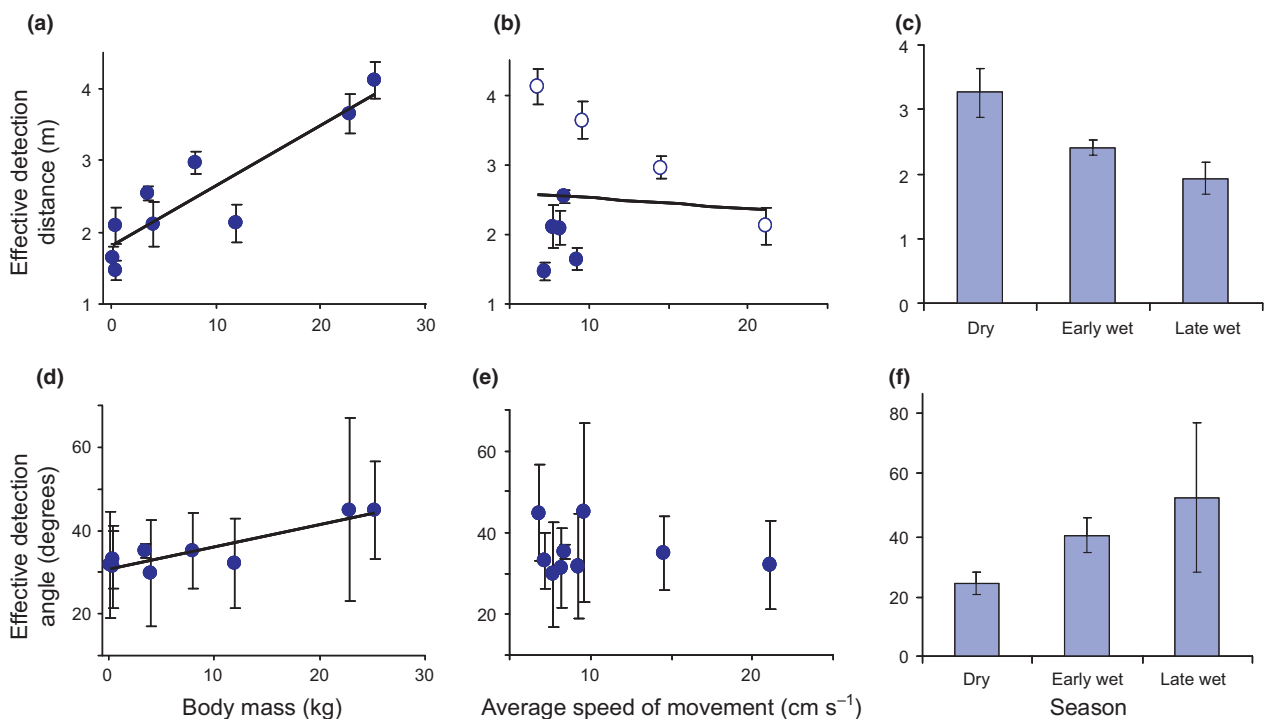 (a)
(b)
(c)
Effective detection
distance (m)
4
3
2
1
0
10
20
30
4
3
2
1
10
20
4
3
2
1
0
Dry
Early wet
Late wet
(d)
(e)
(f)
Effective detection
angle (degrees)
60
40
20
0
10
20
30
Body mass (kg)
60
40
20
10
20
Average speed of movement (cm s⁻¹)
80
60
40
20
0
Dry
Early wet
Late wet
Season